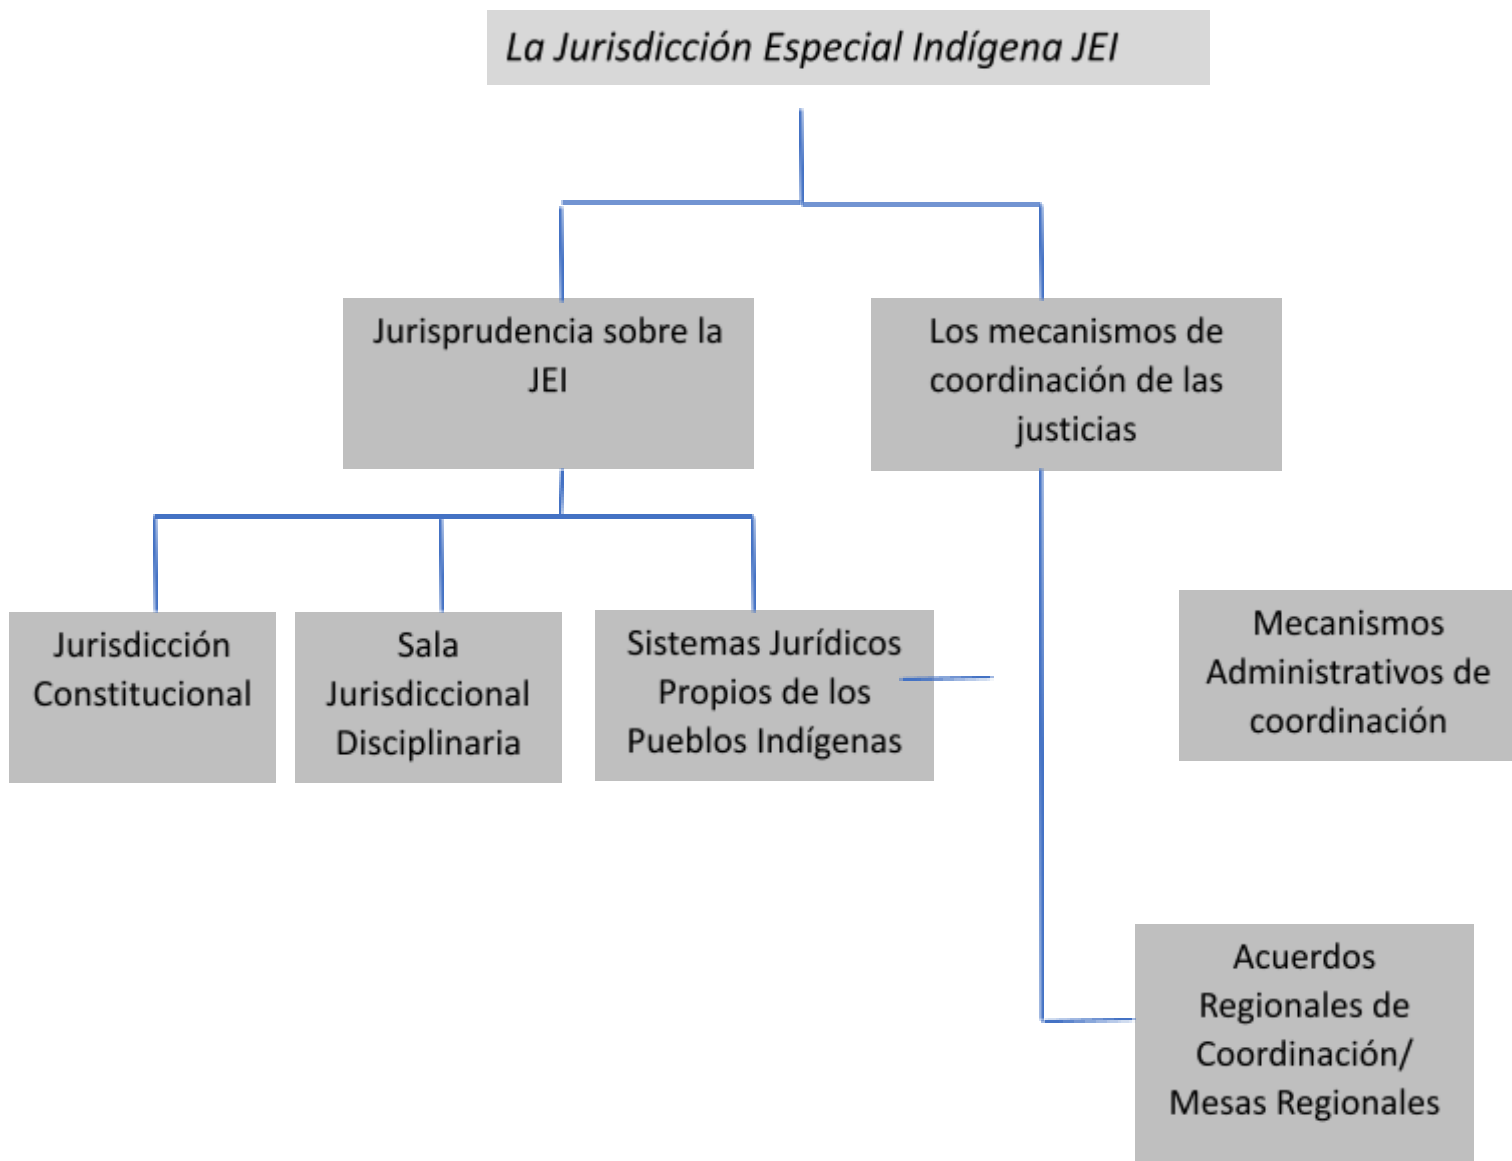 La Jurisdicción Especial Indígena JEI
Jurisprudencia sobre la
JEI
Los mecanismos de
coordinación de las
justicias
Jurisdicción
Constitucional
Sala
Jurisdiccional
Disciplinaria
Sistemas Jurídicos
Propios de los
Pueblos Indígenas
Mecanismos
Administrativos de
coordinación
Acuerdos
Regionales de
Coordinación/
Mesas Regionales